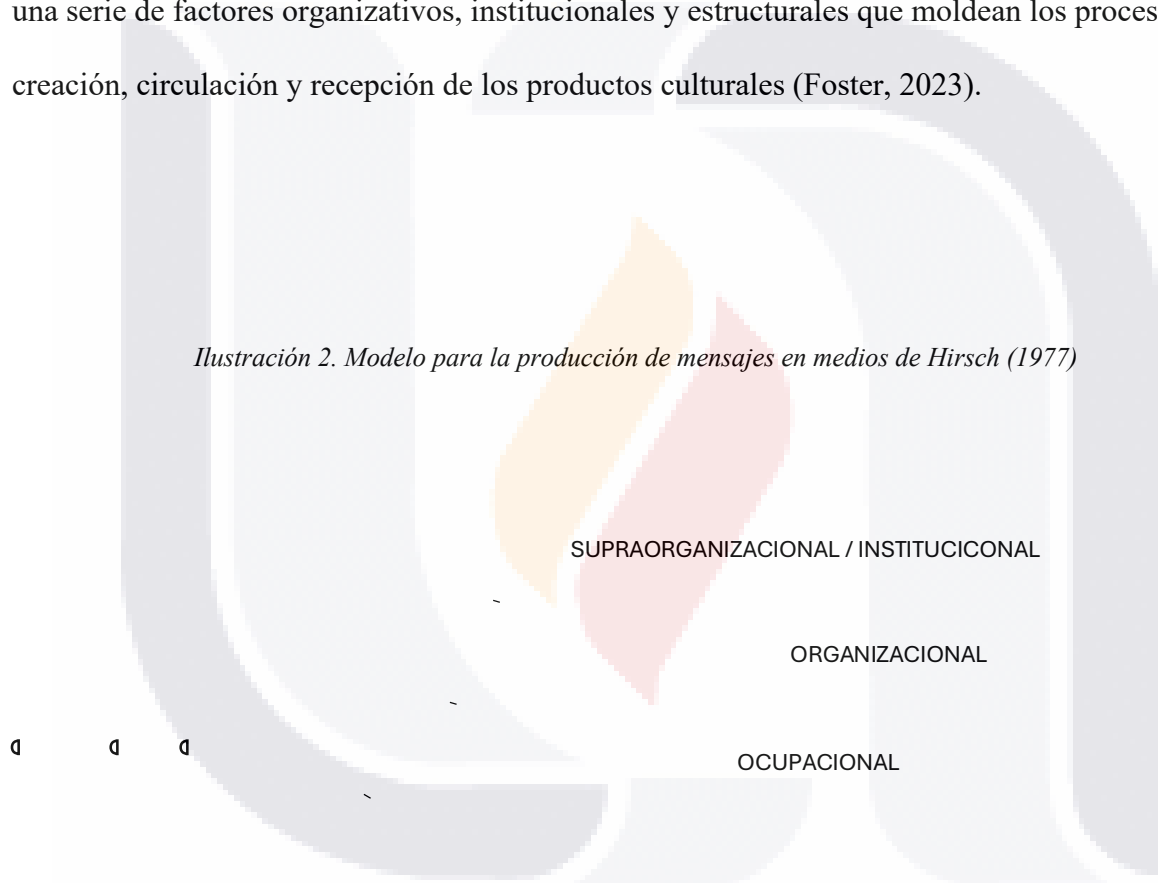 una serie de factores organizativos, institucionales y estructurales que moldean los proces
creación, circulación y recepción de los productos culturales (Foster, 2023).
Ilustración 2. Modelo para la producción de mensajes en medios de Hirsch (1977)
SUPRAORGANIZACIONAL / INSTITUCICONAL
ORGANIZACIONAL
OCUPACIONAL